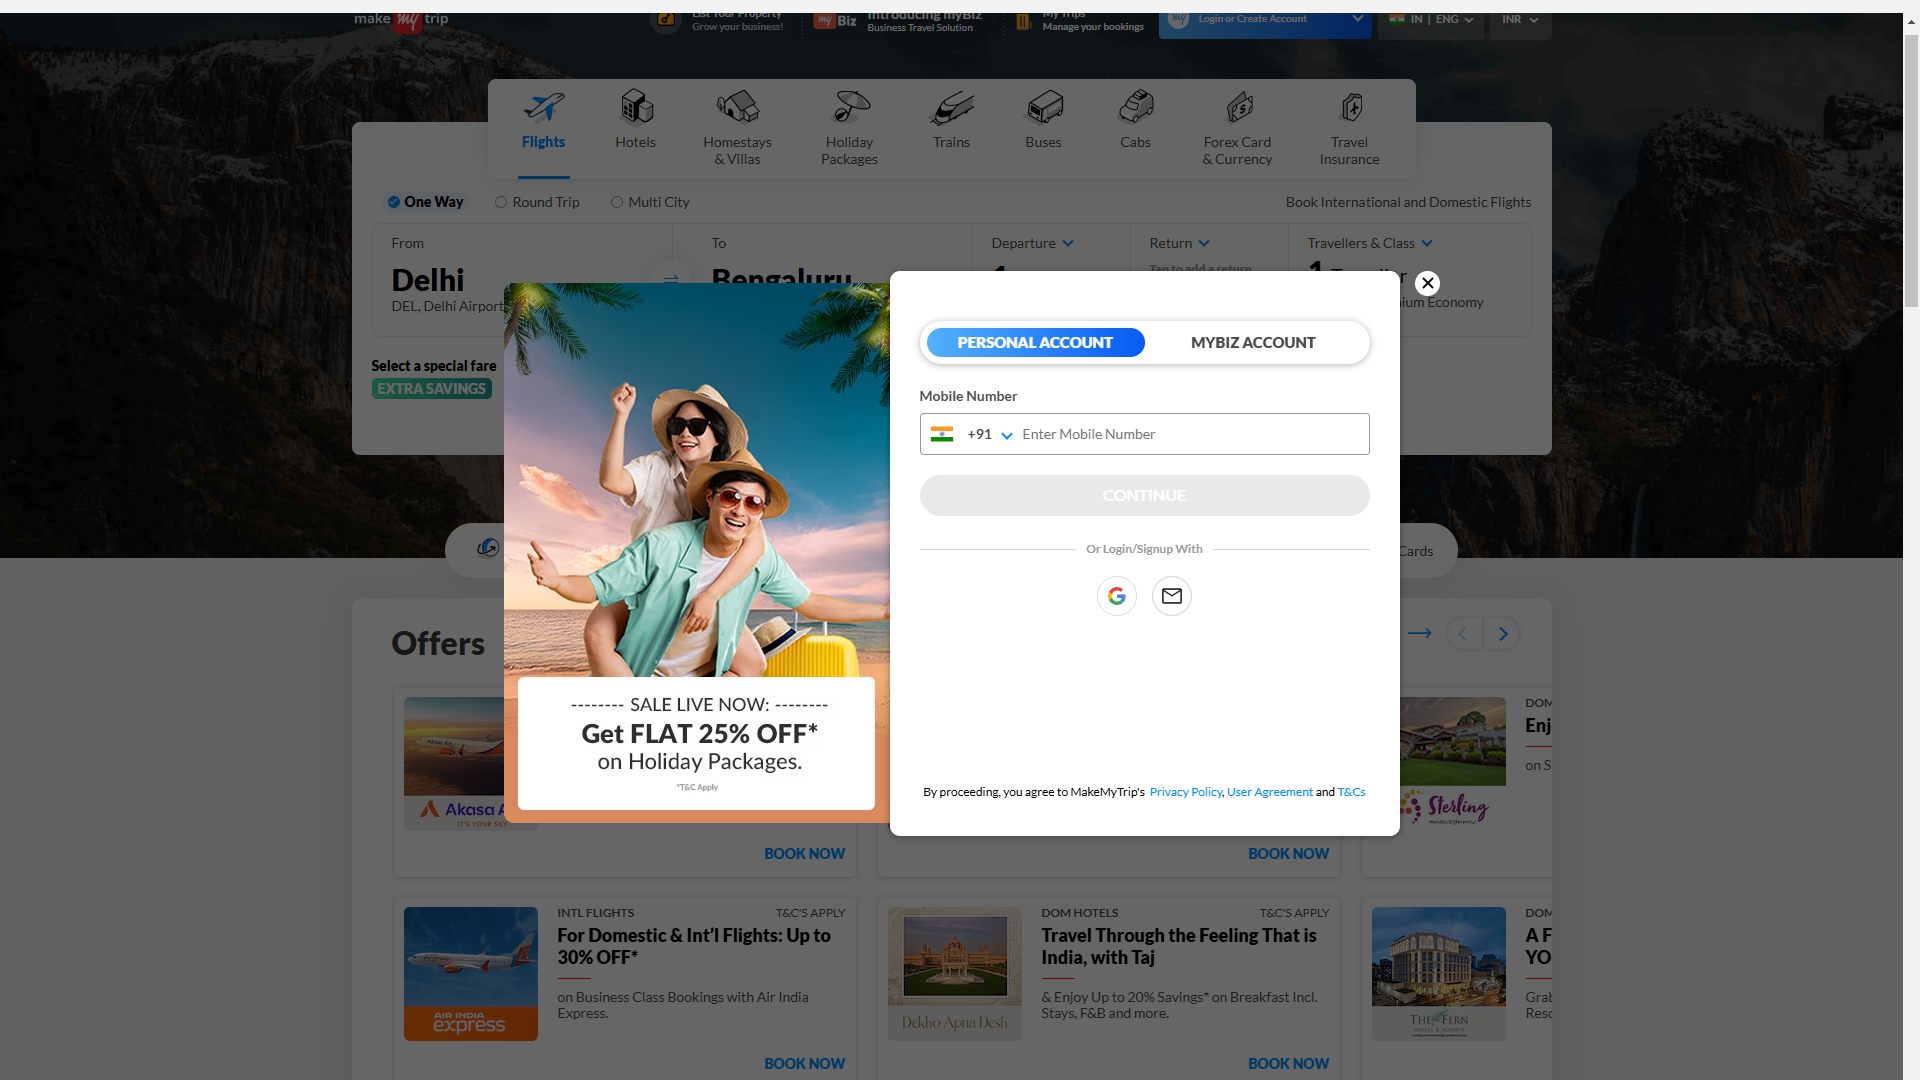 make my trip
List Your Property
Grow your business!
my Biz
Introducing myBiz
Business Travel Solution
My Trips
Manage your bookings
my
Login or Create Account
IN | ENG
INR
Flights
Hotels
Homestays
& Villas
Holiday
Packages
Trains
Buses
Cabs
Forex Card
& Currency
Travel
Insurance
One Way
Round Trip
Multi City
Book International and Domestic Flights
From
To
Departure
Return
Travellers & Class
Delhi
Bengaluru
Tap to add a return
DEL, Delhi Airport
ium Economy
Select a special fare
EXTRA SAVINGS
PERSONAL ACCOUNT
MYBIZ ACCOUNT
Mobile Number
+91
Enter Mobile Number
CONTINUE
Or Login/Signup With
By proceeding, you agree to MakeMyTrip's Privacy Policy, User Agreement and T&Cs
-------- SALE LIVE NOW: --------
Get FLAT 25% OFF*
on Holiday Packages.
*T&C Apply
Cards
Offers
Akasa A
IT'S YOUR SKY
BOOK NOW
BOOK NOW
DOM
Enj
on S
Sterling
Holiday Differently!
INTL FLIGHTS
T&C'S APPLY
For Domestic & Int'l Flights: Up to
30% OFF*
on Business Class Bookings with Air India
Express.
AIR INDIA
express
BOOK NOW
DOM HOTELS
T&C'S APPLY
Travel Through the Feeling That is
India, with Taj
& Enjoy Up to 20% Savings* on Breakfast Incl.
Stays, F&B and more.
Dekho Apna Desh
BOOK NOW
DOM
A F
YO
Grab
Reso
THE FERN
HOTELS & RESORTS